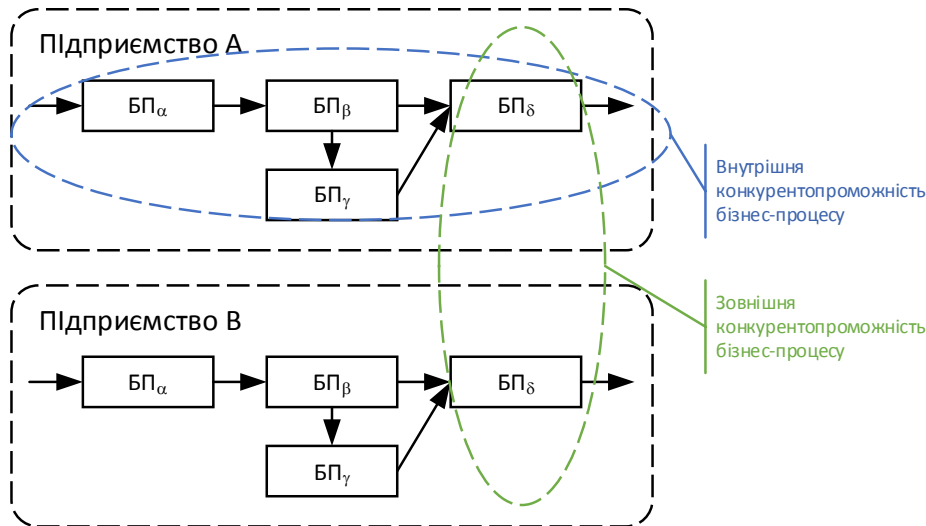 ПІдприємство А
БПα
БПβ
БПδ
БПγ
Внутрішня
конкурентопроможність
бізнес-процесу
Зовнішня
конкурентопроможність
бізнес-процесу
ПІдприємство В
БПα
БПβ
БПδ
БПγ